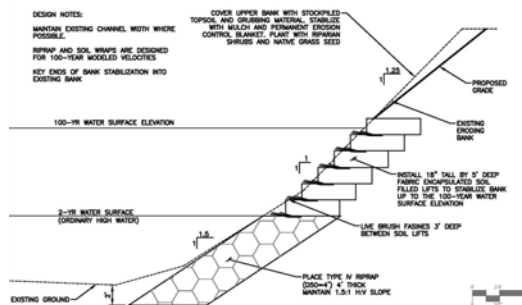 DESIGN NOTES:
MAINTAIN EXISTING CHANNEL WIDTH WHERE
POSSIBLE.
RIPRAP AND SOIL WRAPS ARE DESIGNED
FOR 100-YEAR MODELED VELOCITIES
KEY ENDS OF BANK STABILIZATION INTO
EXISTING BANK
COVER UPPER BANK WITH STOCKPILED
TOPSOIL AND GRUBBING MATERIAL. STABILIZE
WITH MULCH AND PERMANENT EROSION
CONTROL BLANKET. PLANT WITH RIPARIAN
SHRUBS AND NATIVE GRASS SEED
1.25
1
PROPOSED
GRADE
EXISTING
ERODING
BANK
100-YR WATER SURFACE ELEVATION
1
1
INSTALL 18" TALL BY 5' DEEP
FABRIC ENCAPSULATED SOIL
FILLED LIFTS TO STABILIZE BANK
UP TO THE 100-YEAR WATER
SURFACE ELEVATION
2-YR WATER SURFACE
(ORDINARY HIGH WATER)
1.5
1
LIVE BRUSH FASINES 3' DEEP
BETWEEN SOIL LIFTS
PLACE TYPE IV RIPRAP
(D50=4") 4' THICK
MAINTAIN 1.5:1 H:V SLOPE
EXISTING GROUND
2'